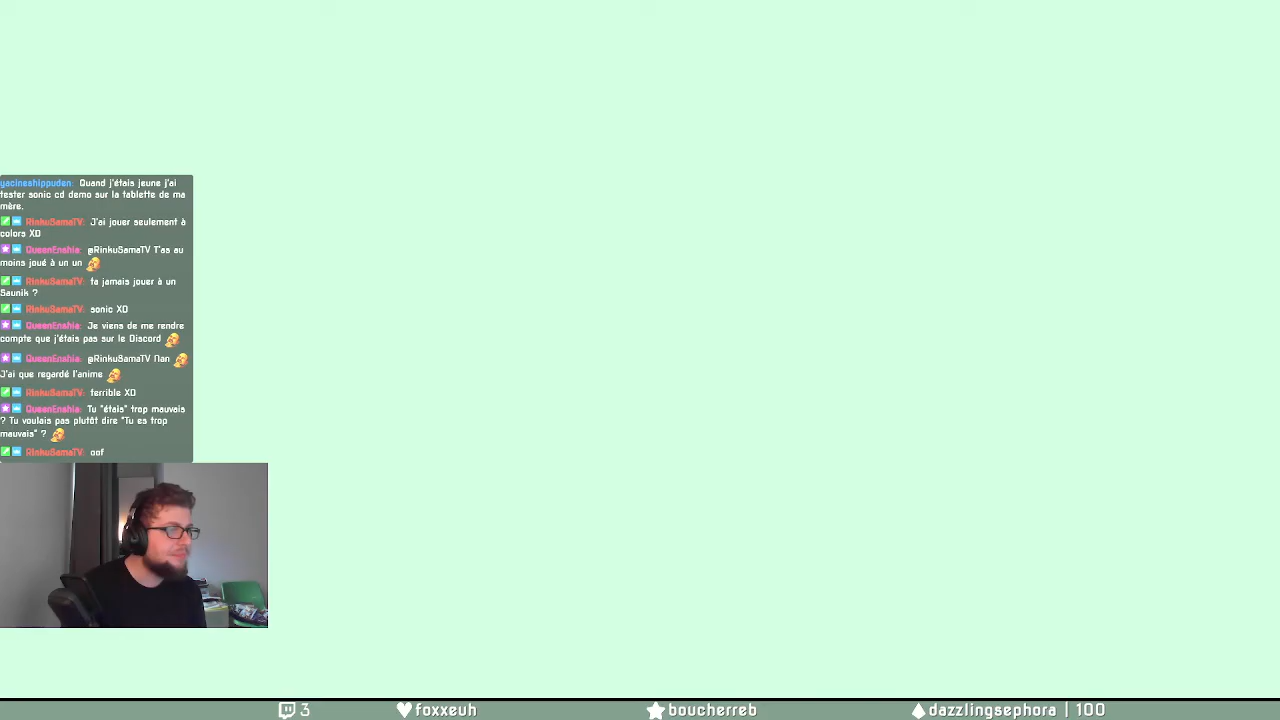 yacineshippuden: Quand j'étais jeune j'ai
tester sonic cd demo sur la tablette de ma
mère.
RinkuSamaTV: J'ai jouer seulement à
colors XD
QueenEnshia: @RinkuSamaTV T'as au
moins joué à un un
RinkuSamaTV: ta jamais jouer à un
Saunik ?
RinkuSamaTV: sonic XD
QueenEnshia: Je viens de me rendre
compte que j'étais pas sur le Discord
QueenEnshia: @RinkuSamaTV Nan
J'ai que regardé l'anime
RinkuSamaTV: terrible XD
QueenEnshia: Tu "étais" trop mauvais
? Tu voulais pas plutôt dire "Tu es trop
mauvais" ?
RinkuSamaTV: oof
3 foxxeuh boucherreb dazzlingsephora | 100